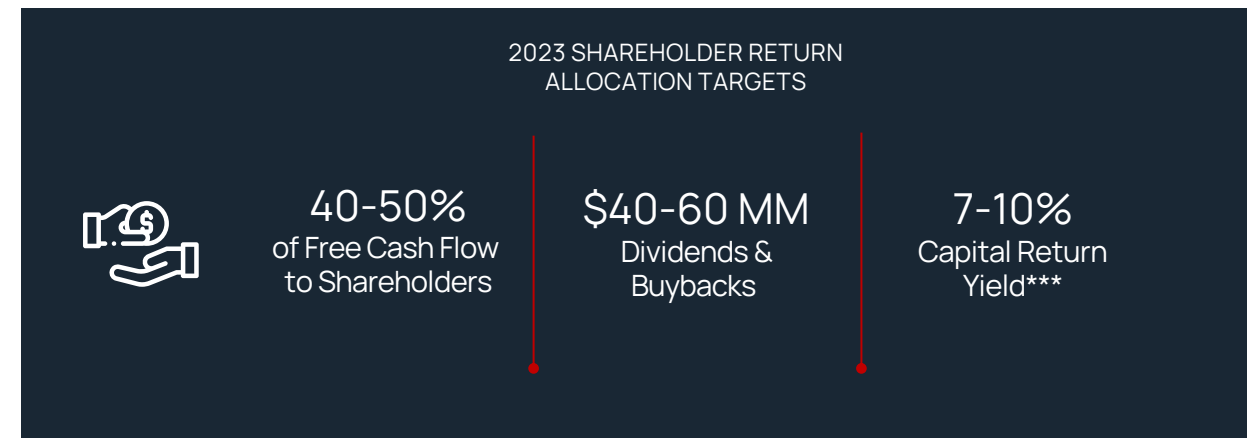 2023 SHAREHOLDER RETURN
ALLOCATION TARGETS
40-50%
of Free Cash Flow
to Shareholders
$40-60 MM
Dividends &
Buybacks
7-10%
Capital Return
Yield***